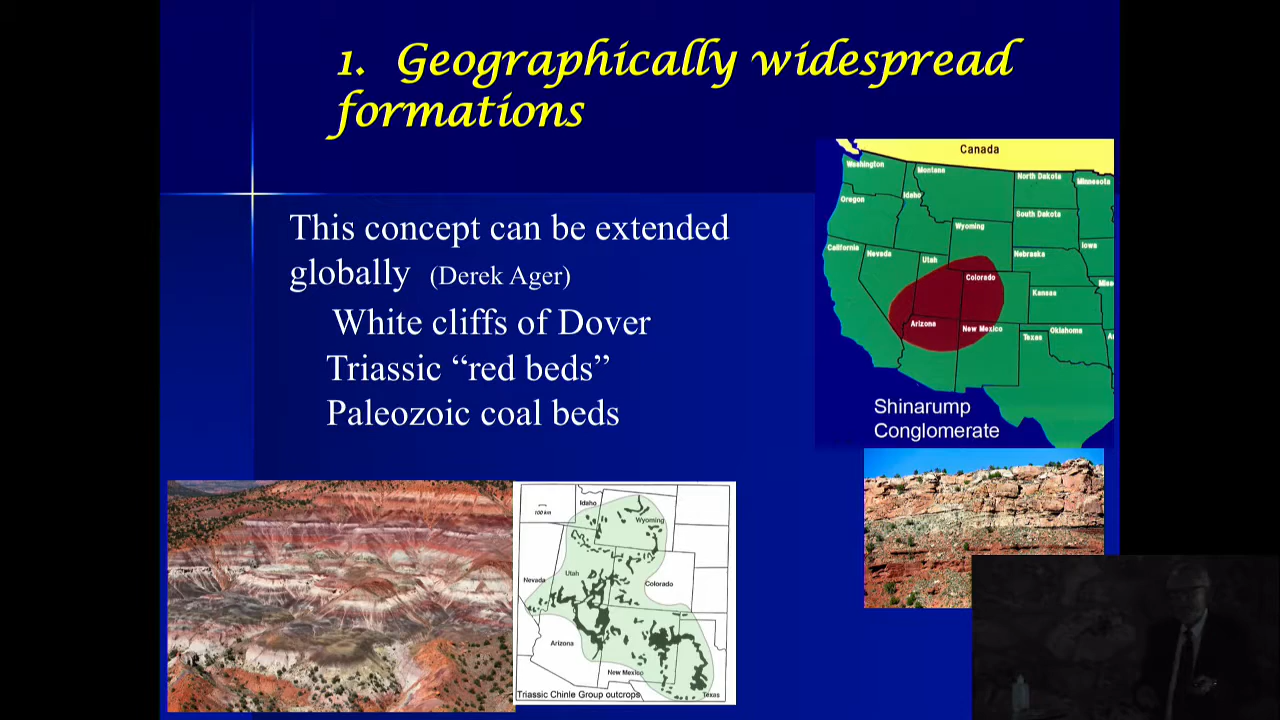 1. Geographically widespread
formations
This concept can be extended
globally (Derek Ager)
White cliffs of Dover
Triassic “red beds”
Paleozoic coal beds
Canada
Washington
Montana
North Dakota
Minnesota
Oregon
Idaho
South Dakota
Wyoming
California
Nevada
Utah
Nebraska
Iowa
Colorado
Kansas
Arizona
New Mexico
Texas
Oklahoma
Shinarump
Conglomerate
Idaho
100 km
Wyoming
Utah
Nevada
Colorado
Arizona
New Mexico
Triassic Chinle Group outcrops
Texas